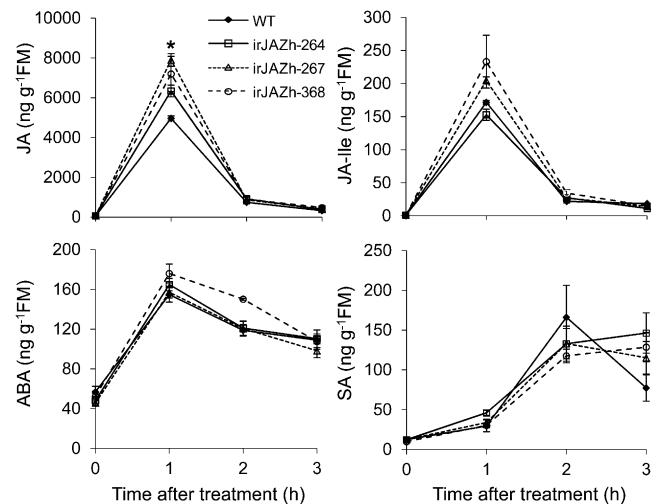 JA (ng g⁻¹FM)
10000
8000
6000
4000
2000
0
*
WT
irJAZh-264
irJAZh-267
irJAZh-368
JA-Ile (ng g⁻¹FM)
300
250
200
150
100
50
0
ABA (ng g⁻¹FM)
200
160
120
80
40
0
0 1 2 3
Time after treatment (h)
SA (ng g⁻¹FM)
250
200
150
100
50
0
0 1 2 3
Time after treatment (h)